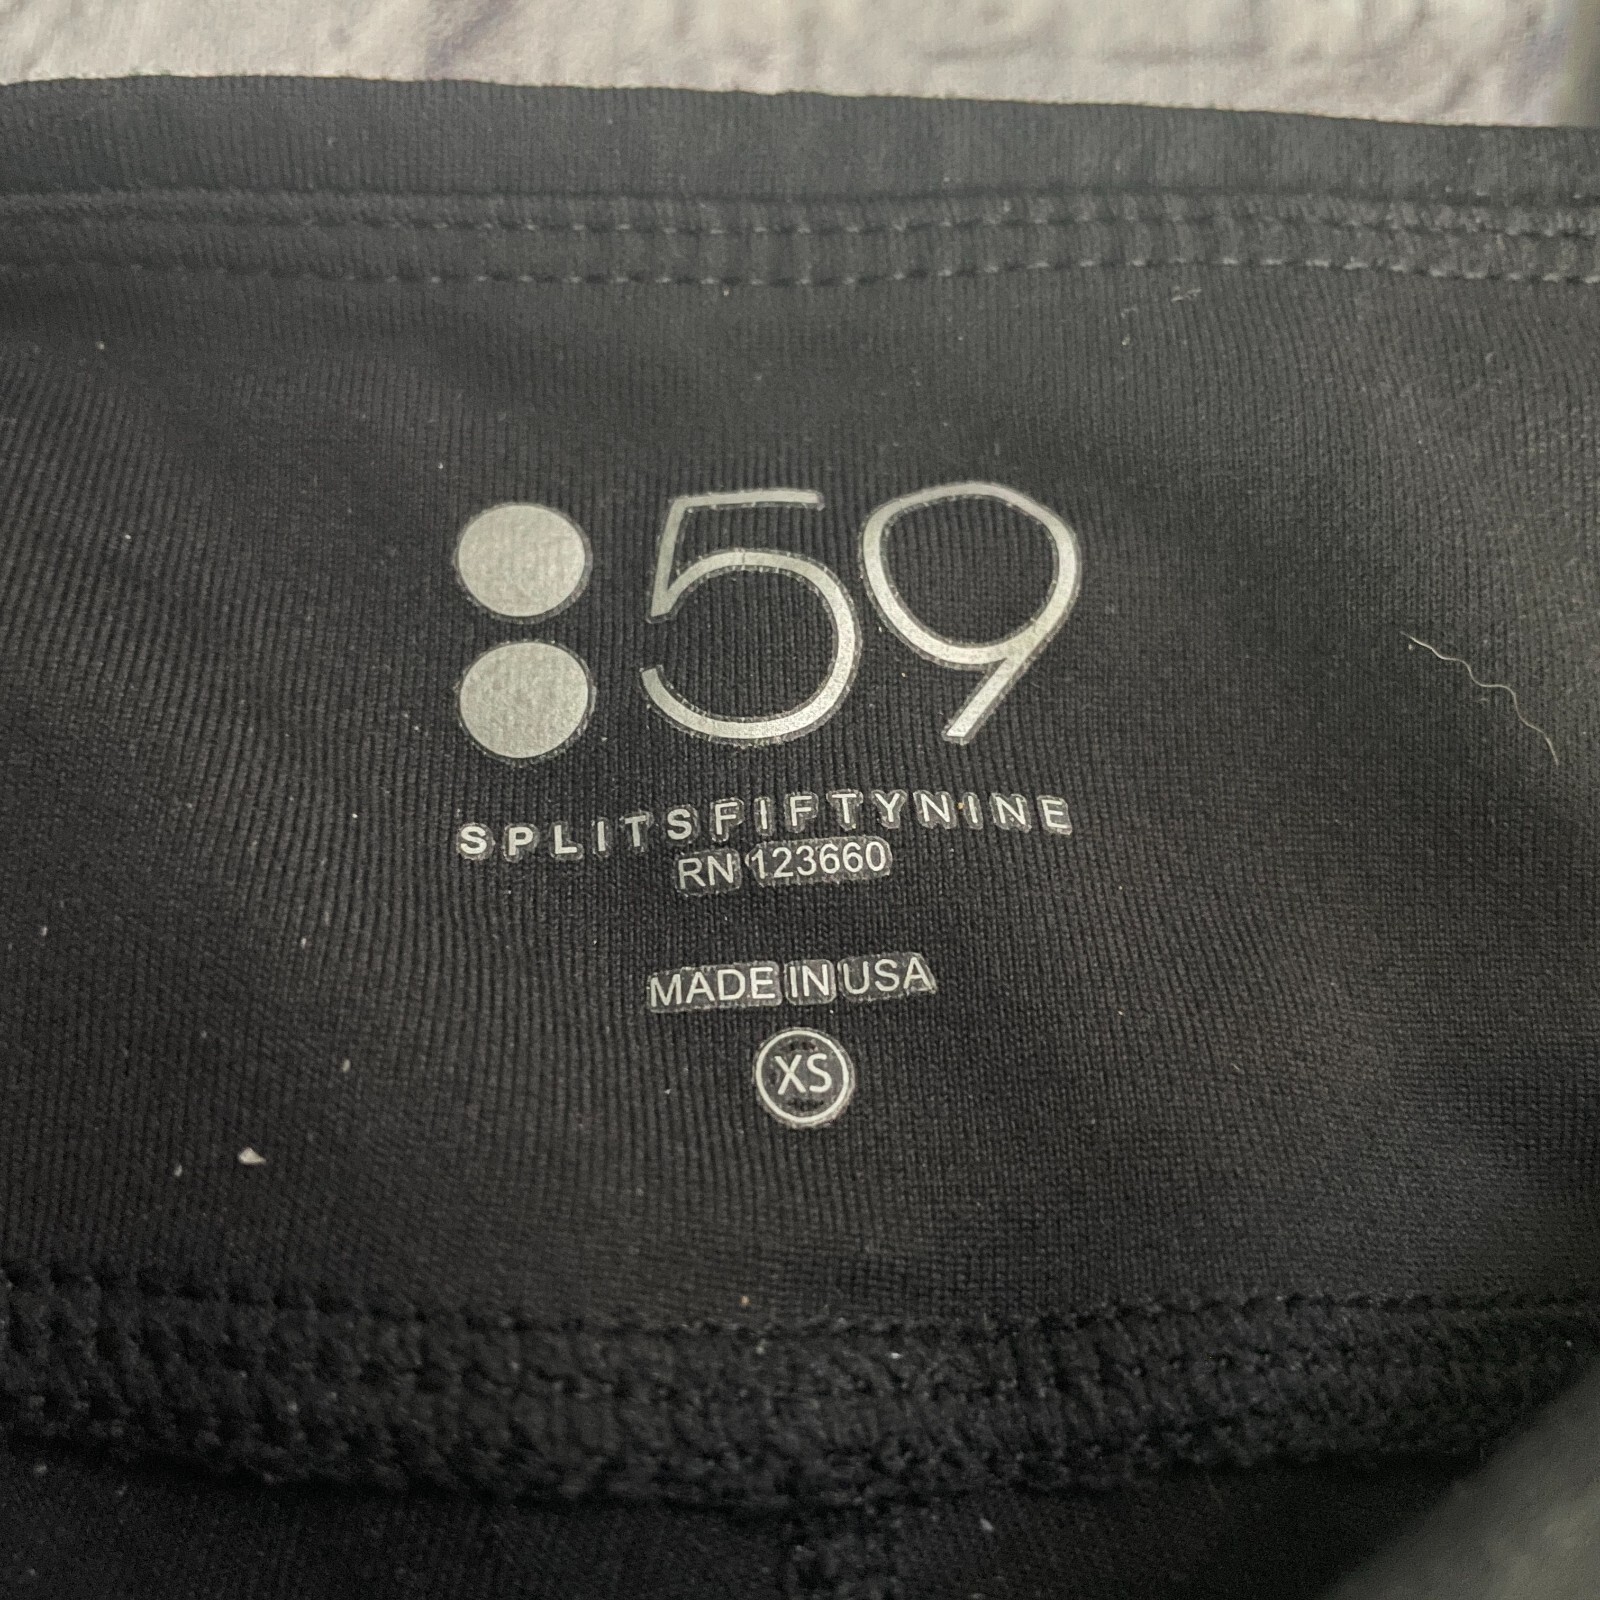 :59
SPLITSFIFTYNINE
RN 123660
MADE IN USA
XS